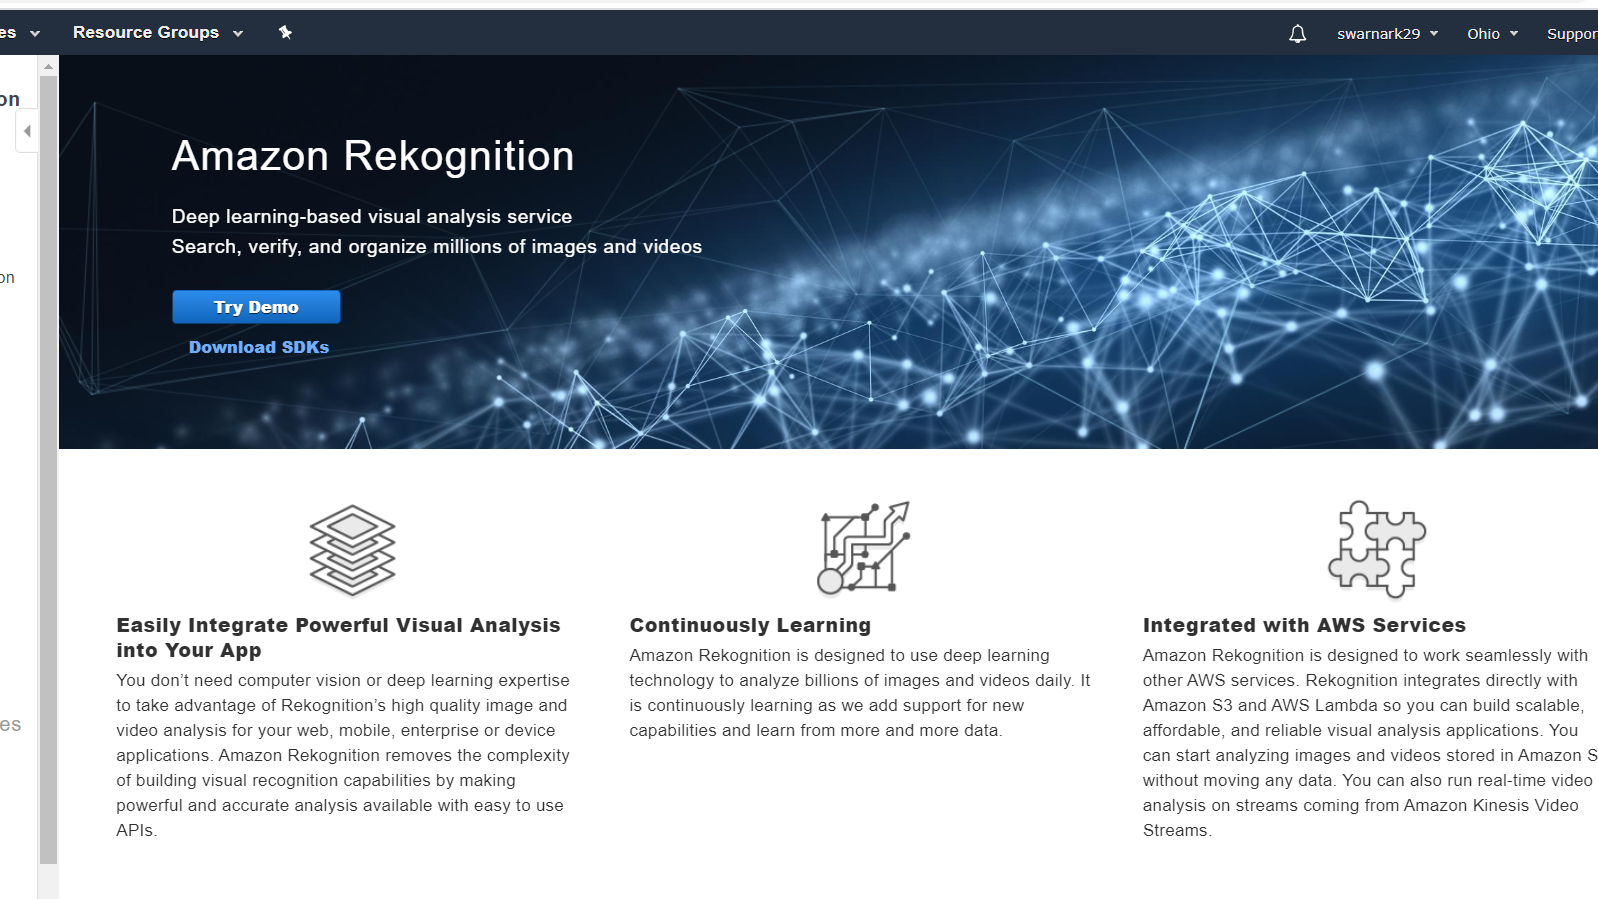 es
Resource Groups
swarnark29
Ohio
Suppor
on
on
es
Amazon Rekognition
Deep learning-based visual analysis service
Search, verify, and organize millions of images and videos
Try Demo
Download SDKs
Easily Integrate Powerful Visual Analysis
into Your App
You don’t need computer vision or deep learning expertise
to take advantage of Rekognition’s high quality image and
video analysis for your web, mobile, enterprise or device
applications. Amazon Rekognition removes the complexity
of building visual recognition capabilities by making
powerful and accurate analysis available with easy to use
APIs.
Continuously Learning
Amazon Rekognition is designed to use deep learning
technology to analyze billions of images and videos daily. It
is continuously learning as we add support for new
capabilities and learn from more and more data.
Integrated with AWS Services
Amazon Rekognition is designed to work seamlessly with
other AWS services. Rekognition integrates directly with
Amazon S3 and AWS Lambda so you can build scalable,
affordable, and reliable visual analysis applications. You
can start analyzing images and videos stored in Amazon S
without moving any data. You can also run real-time video
analysis on streams coming from Amazon Kinesis Video
Streams.